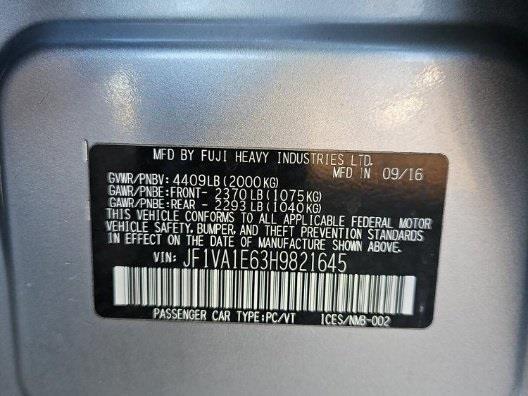 MFD BY FUJI HEAVY INDUSTRIES LTD.
MFD IN 09/16
GVWR/PNBV: 4409LB(2000KG)
GAWR/PNBE:FRONT- 2370LB(1075KG)
GAWR/PNBE:REAR - 2293LB(1040KG)
THIS VEHICLE CONFORMS TO ALL APPLICABLE FEDERAL MOTOR
VEHICLE SAFETY, BUMPER, AND THEFT PREVENTION STANDARDS
IN EFFECT ON THE DATE OF MANUFACTURE SHOWN ABOVE.
VIN: JF1VA1E63H9821645
PASSENGER CAR TYPE:PC/VT ICES/NMB-002